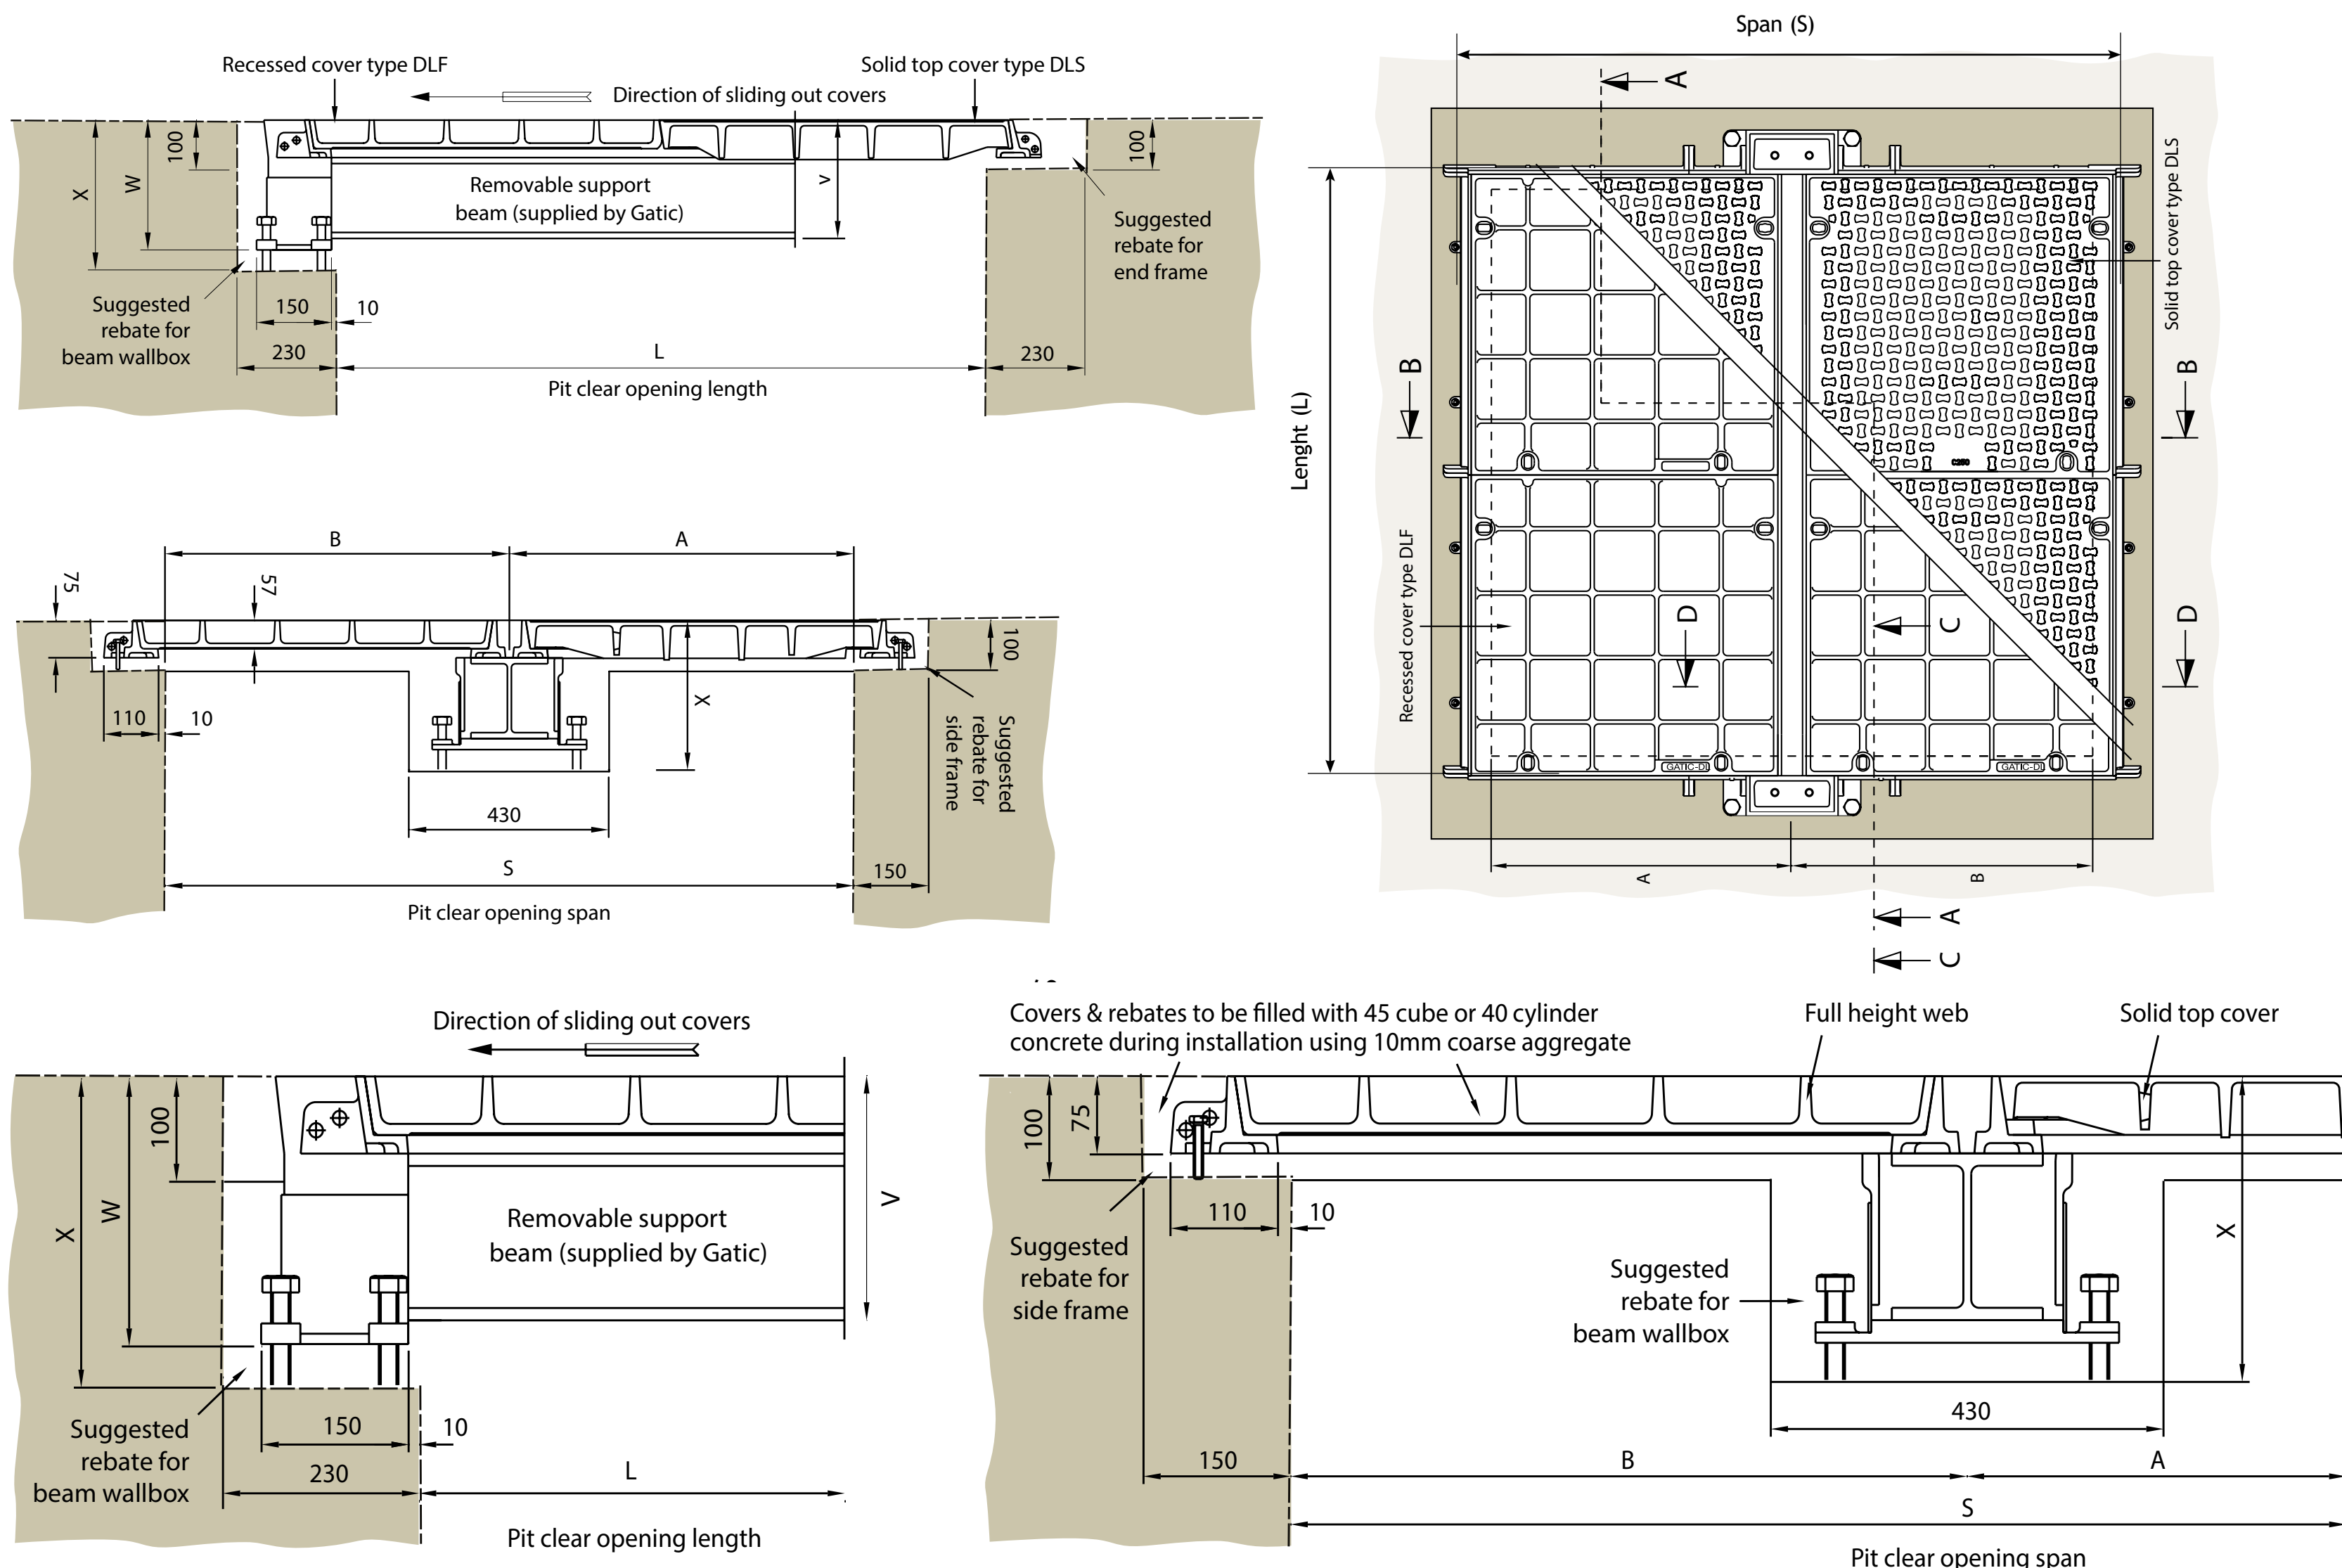 Recessed cover type DLF
Solid top cover type DLS
Direction of sliding out covers
X
W
100
Removable support
beam (supplied by Gatic)
v
100
Suggested
rebate for
end frame
Suggested
rebate for
beam wallbox
150
10
230
L
230
Pit clear opening length
Span (S)
A
Solid top cover type DLS
B
B
Lenght (L)
C250
Recessed cover type DLF
D
C
D
GATIC-DL
GATIC-DL
A
B
A
C
B
A
75
57
100
X
110
10
Suggested
rebate for
side frame
430
S
150
Pit clear opening span
Direction of sliding out covers
X
W
100
Removable support
beam (supplied by Gatic)
V
Suggested
rebate for
beam wallbox
150
10
230
L
Pit clear opening length
Covers & rebates to be filled with 45 cube or 40 cylinder
concrete during installation using 10mm coarse aggregate
Full height web
Solid top cover
100
75
110
10
X
Suggested
rebate for
side frame
Suggested
rebate for
beam wallbox
430
150
B
A
S
Pit clear opening span